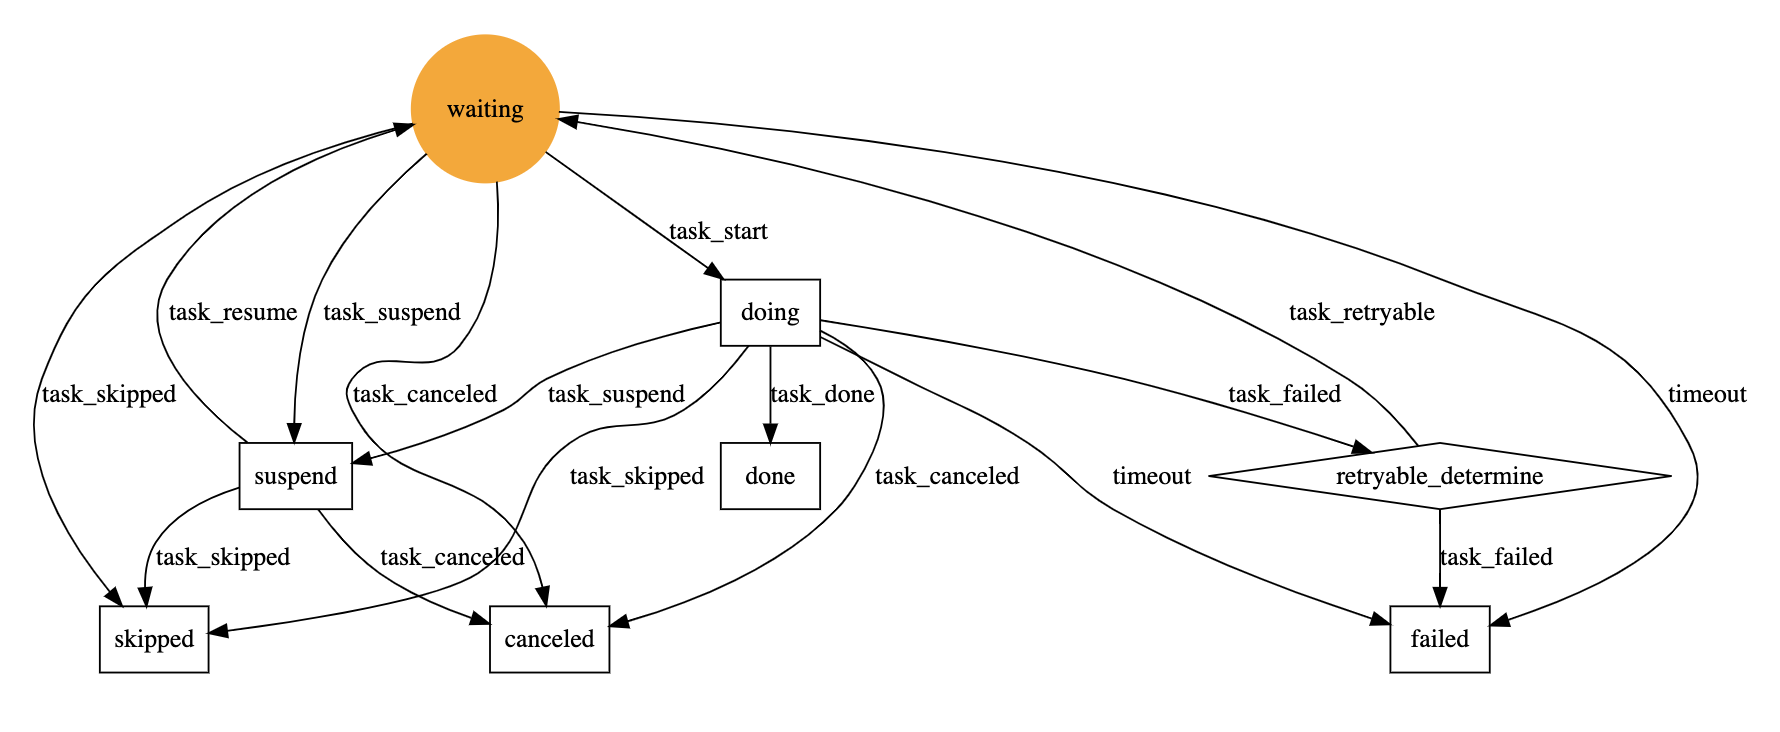 waiting
task_start
task_resume
task_suspend
doing
task_retryable
task_skipped
task_canceled
task_suspend
task_done
task_failed
timeout
suspend
task_skipped
done
task_canceled
timeout
retryable_determine
task_skipped
task_canceled
task_failed
skipped
canceled
failed